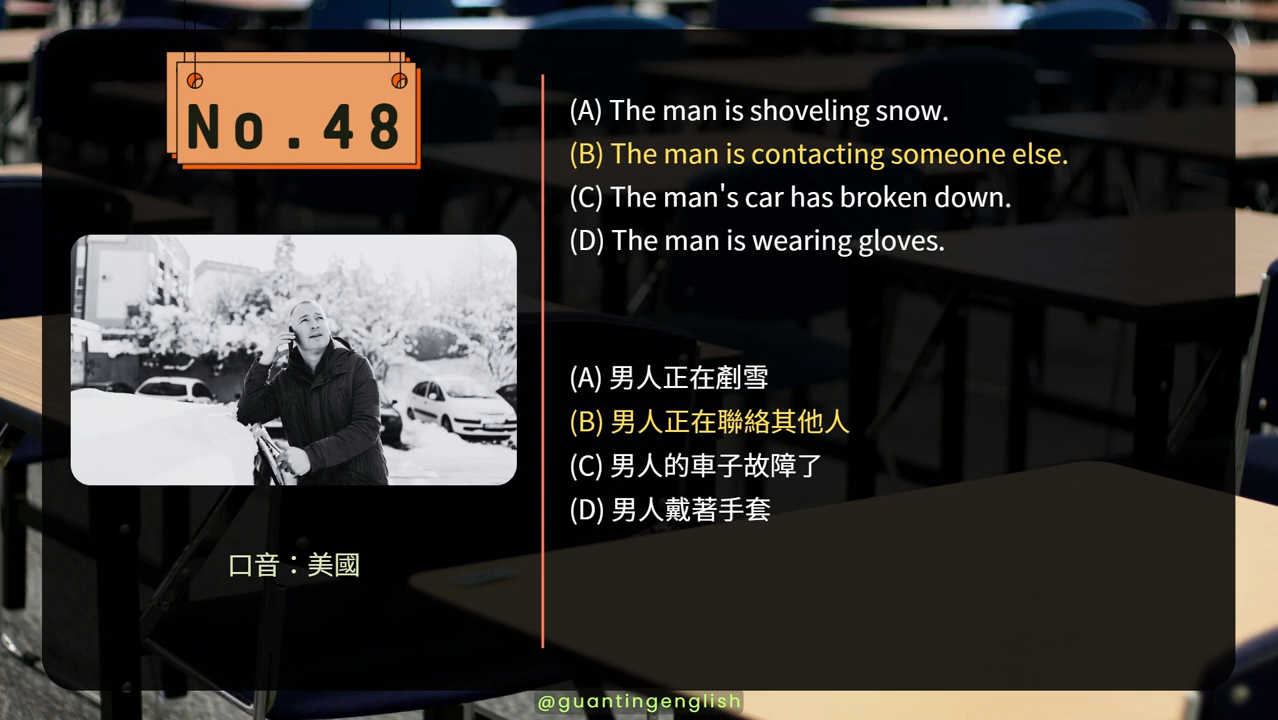 No.48
(A) The man is shoveling snow.
(B) The man is contacting someone else.
(C) The man's car has broken down.
(D) The man is wearing gloves.
(A) 男人正在剷雪
(B) 男人正在聯絡其他人
(C) 男人的車子故障了
(D) 男人戴著手套
口音：美國
@guantingenglish